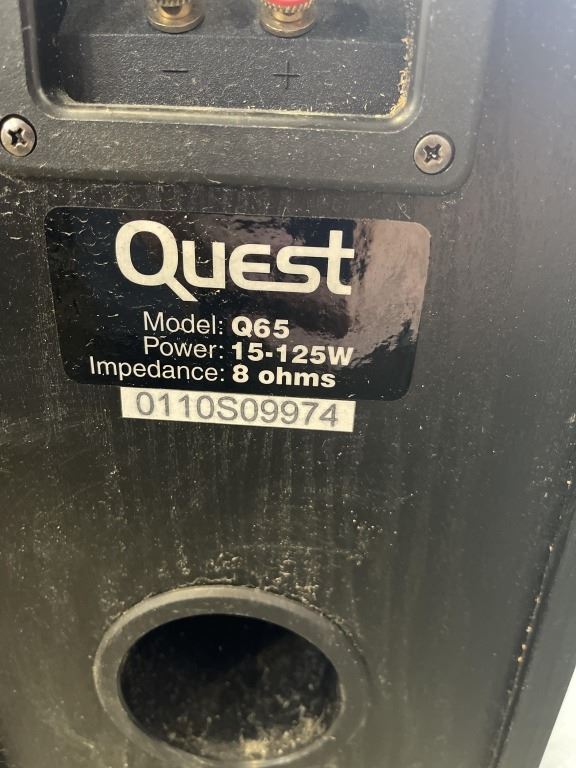 − +
Quest
Model: Q65
Power: 15-125W
Impedance: 8 ohms
0110S09974